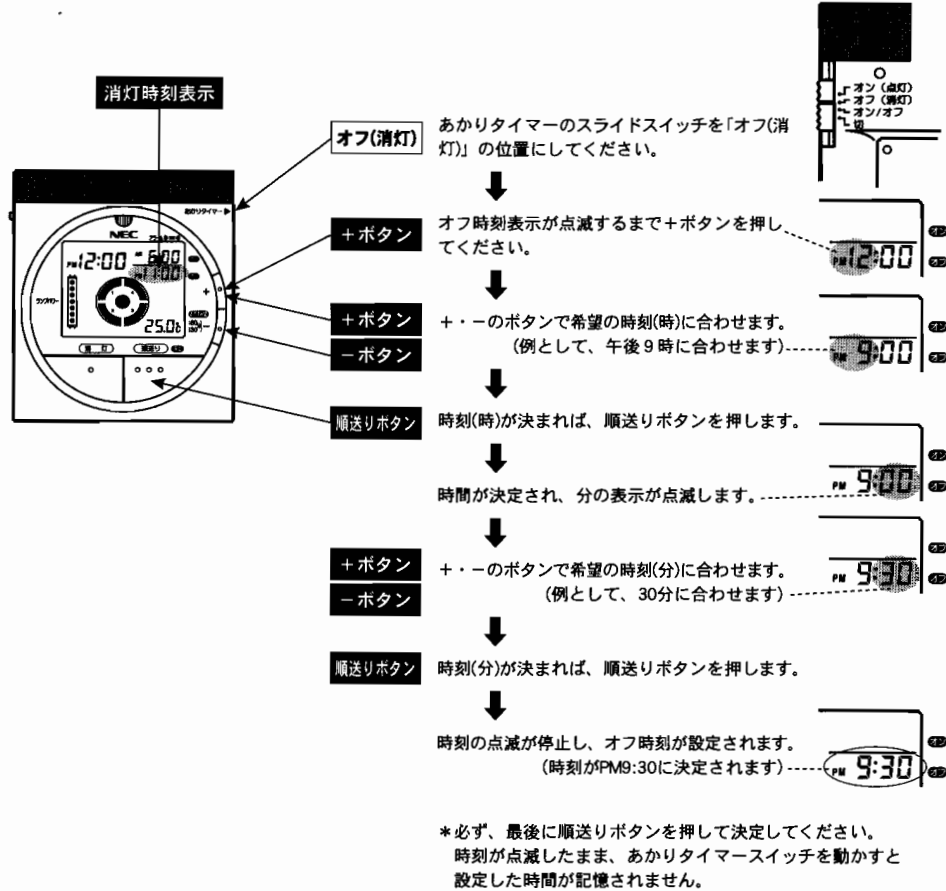 消灯時刻表示
オフ(消灯)
あかりタイマーのスライドスイッチを「オフ(消
灯)」の位置にしてください。
オン(点灯)
オフ(消灯)
オン/オフ
切
あかりタイマー▶
NEC
PM 12:00
AM 6:00
PM 11:00
+
25.0
消灯
順送り
+ボタン
オフ時刻表示が点滅するまで+ボタンを押し
てください。
PM 12:00
+ボタン
-ボタン
+・-のボタンで希望の時刻(時)に合わせます。
(例として、午後9時に合わせます)
PM 9:00
順送りボタン
時刻(時)が決まれば、順送りボタンを押します。
時間が決定され、分の表示が点滅します。
PM 9:00
+ボタン
-ボタン
+・-のボタンで希望の時刻(分)に合わせます。
(例として、30分に合わせます)
PM 9:30
順送りボタン
時刻(分)が決まれば、順送りボタンを押します。
時刻の点滅が停止し、オフ時刻が設定されます。
(時刻がPM9:30に決定されます)
PM 9:30
*必ず、最後に順送りボタンを押して決定してください。
時刻が点滅したまま、あかりタイマースイッチを動かすと
設定した時間が記憶されません。